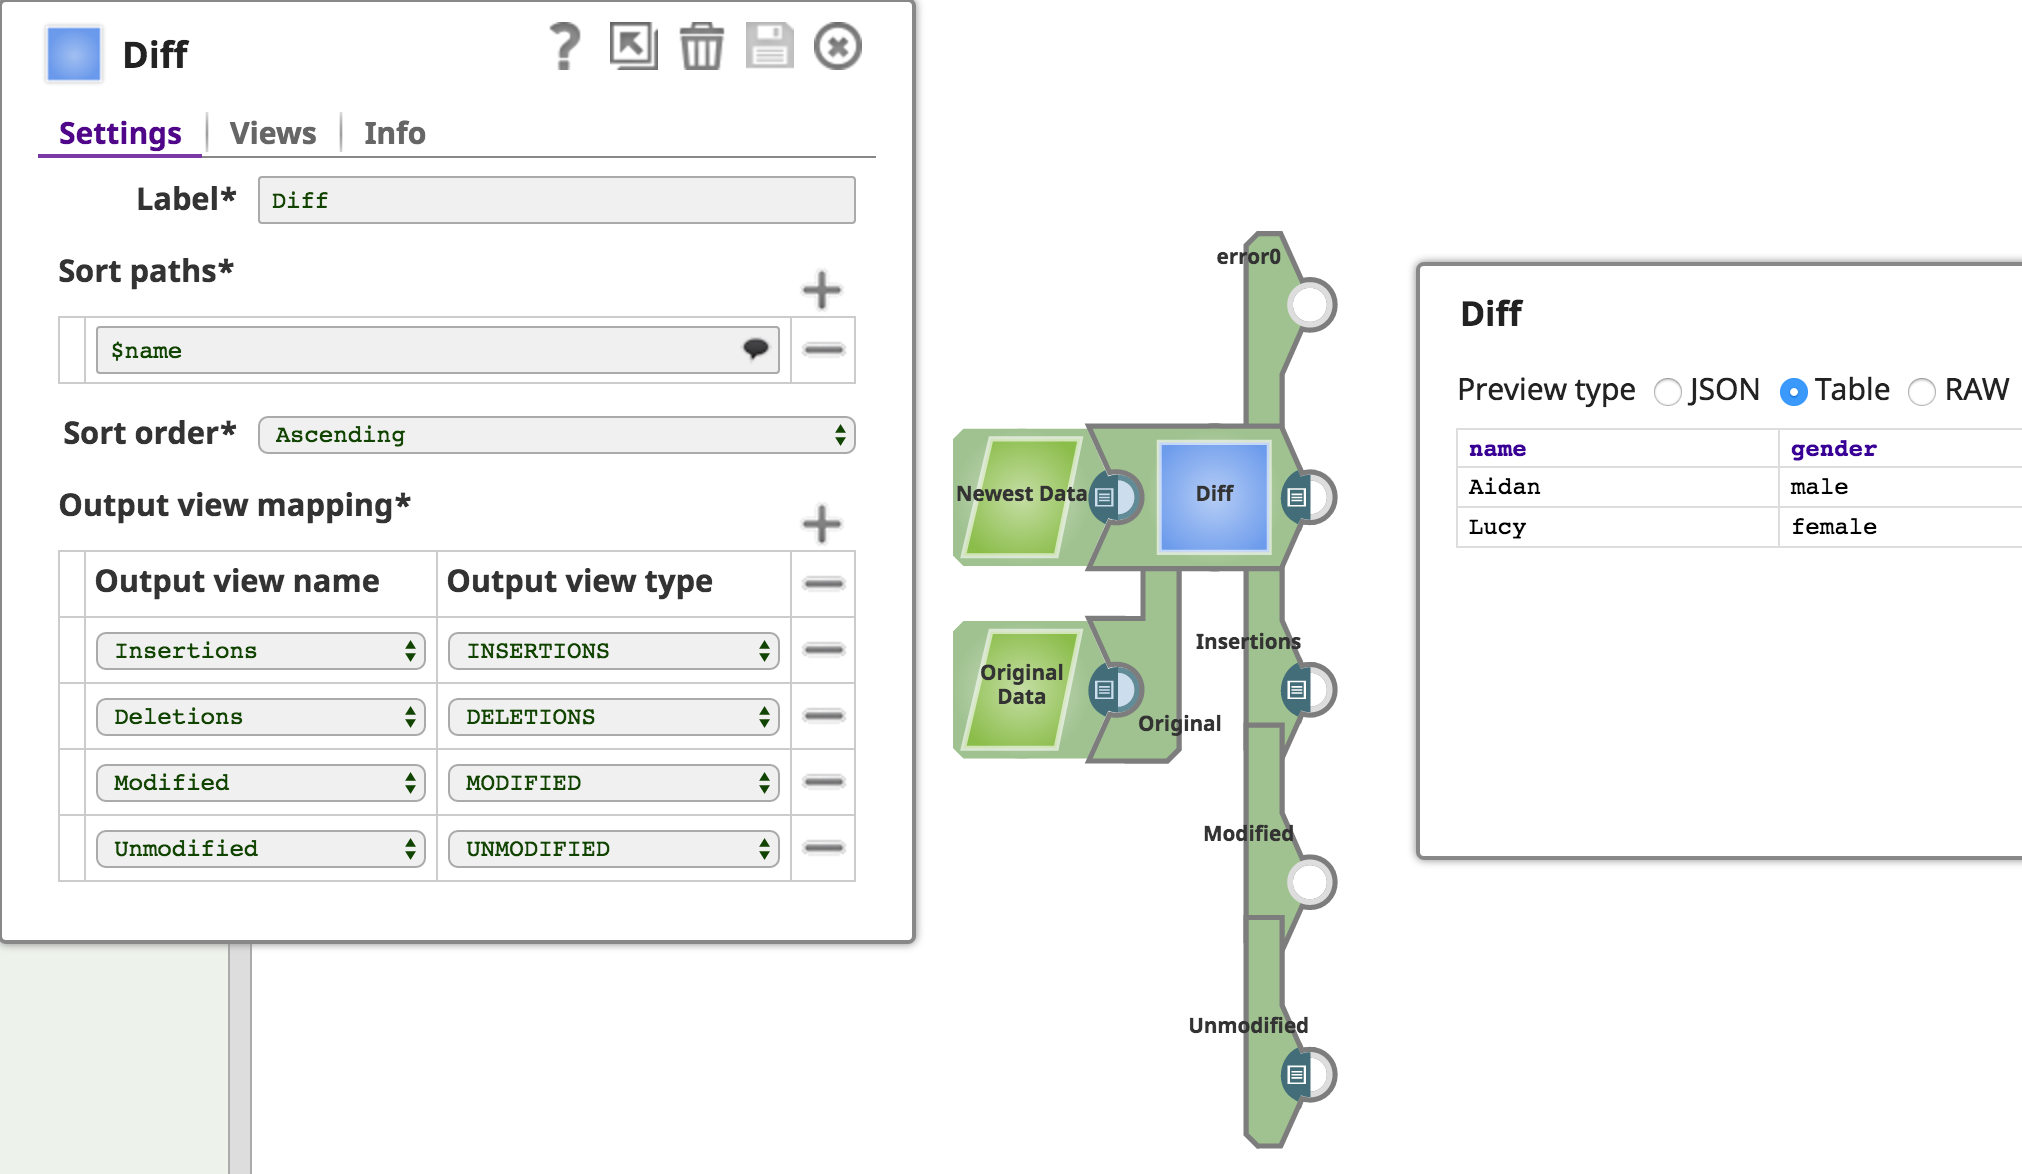 Diff
Settings
Views
Info
Label*
Diff
Sort paths*
$name
Sort order*
Ascending
Output view mapping*
Output view name
Output view type
Insertions
INSERTIONS
Deletions
DELETIONS
Modified
MODIFIED
Unmodified
UNMODIFIED
error0
Newest Data
Diff
Original
Data
Original
Insertions
Modified
Unmodified
Diff
Preview type
JSON
Table
RAW
name
gender
Aidan
male
Lucy
female